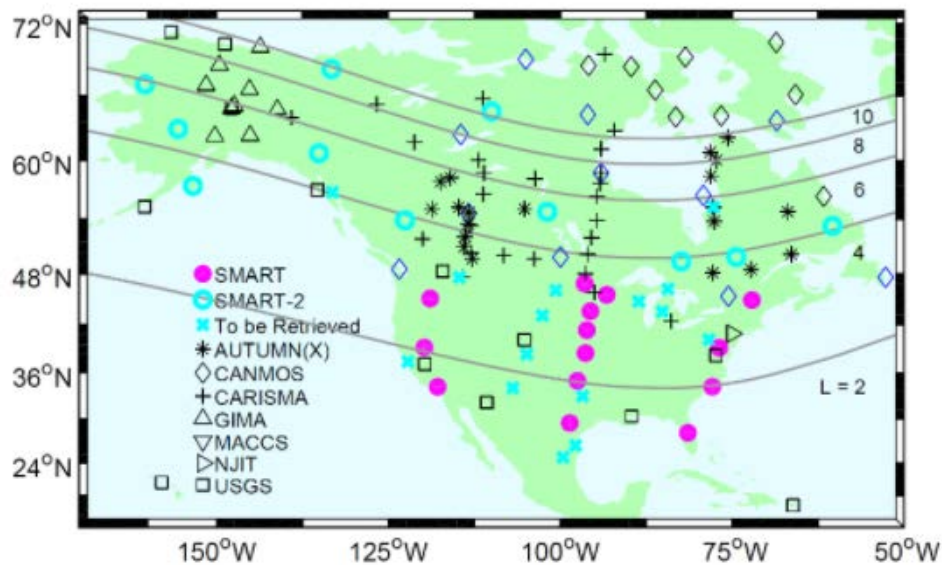 72°N
60°N
48°N
36°N
24°N
10
8
6
4
L = 2
SMART
SMART-2
To be Retrieved
AUTUMN(X)
CANMOS
CARISMA
GIMA
MACCS
NJIT
USGS
150°W
125°W
100°W
75°W
50°W